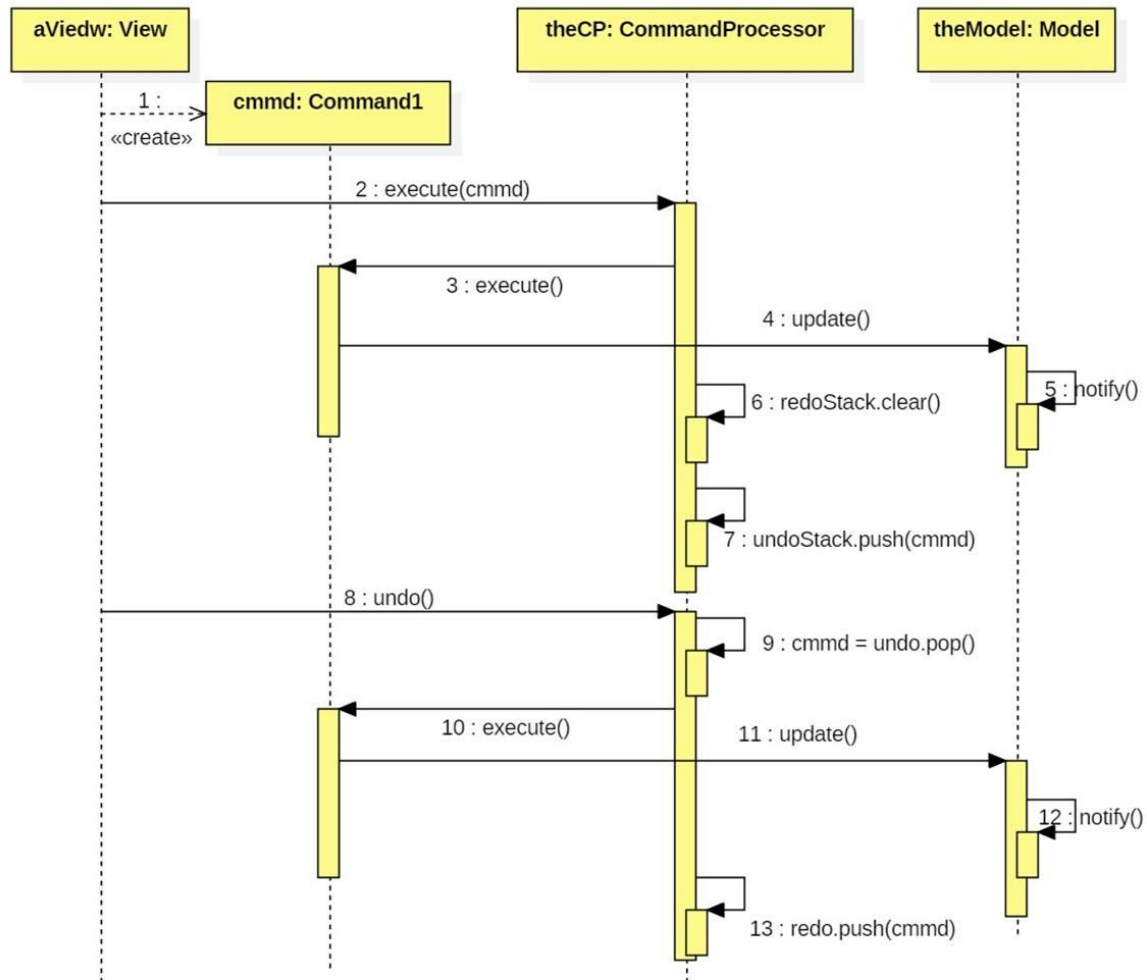 aViedw: View
theCP: CommandProcessor
theModel: Model
1 :
cmmd: Command1
«create»
2 : execute(cmmd)
3 : execute()
4 : update()
5 : notify()
6 : redoStack.clear()
7 : undoStack.push(cmmd)
8 : undo()
9 : cmmd = undo.pop()
10 : execute()
11 : update()
12 : notify()
13 : redo.push(cmmd)